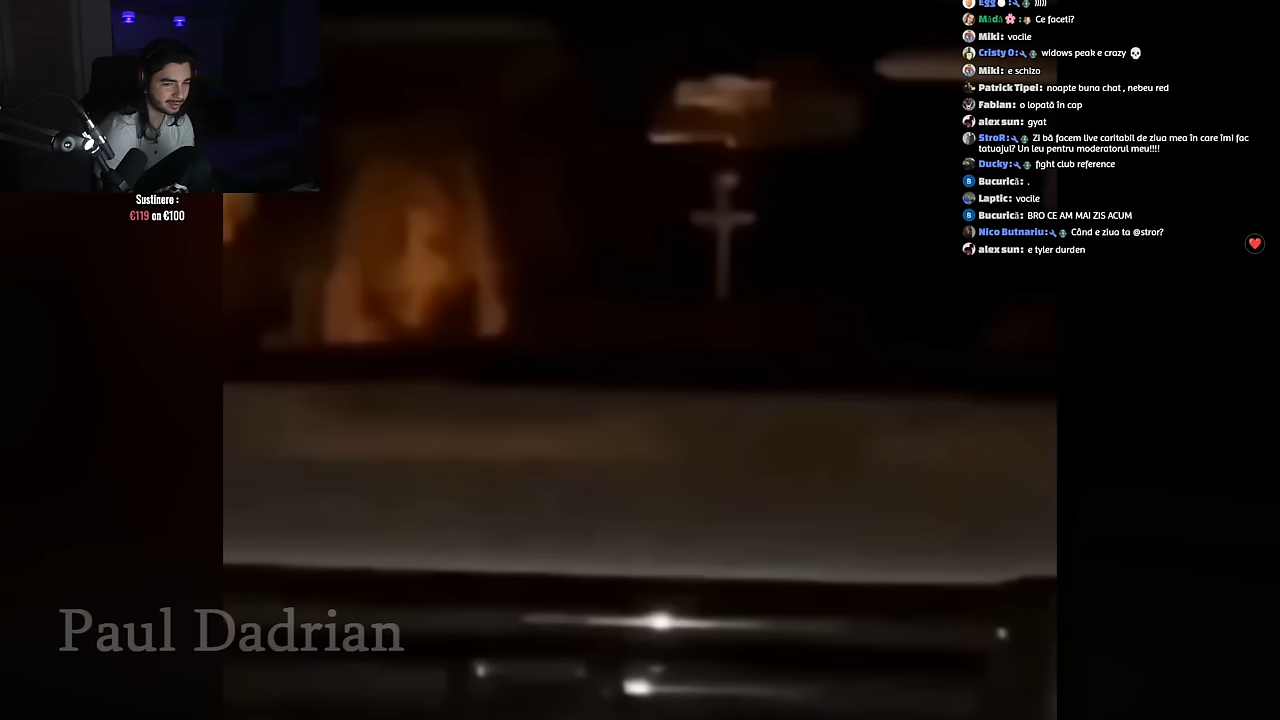 Egg : )))))
Mădă : Ce faceti?
Miki: vocile
Cristy O: widows peak e crazy
Miki: e schizo
Patrick Tipei: noapte buna chat , nebeu red
Fabian: o lopată în cap
alex sun: gyat
StroR: Zi bă facem live caritabil de ziua mea în care îmi fac
tatuajul? Un leu pentru moderatorul meu!!!!
Ducky: fight club reference
B Bucurică: .
Laptic: vocile
B Bucurică: BRO CE AM MAI ZIS ACUM
Nico Butnariu: Când e ziua ta @stror?
alex sun: e tyler durden
Sustinere :
€119 on €100
Paul Dadrian